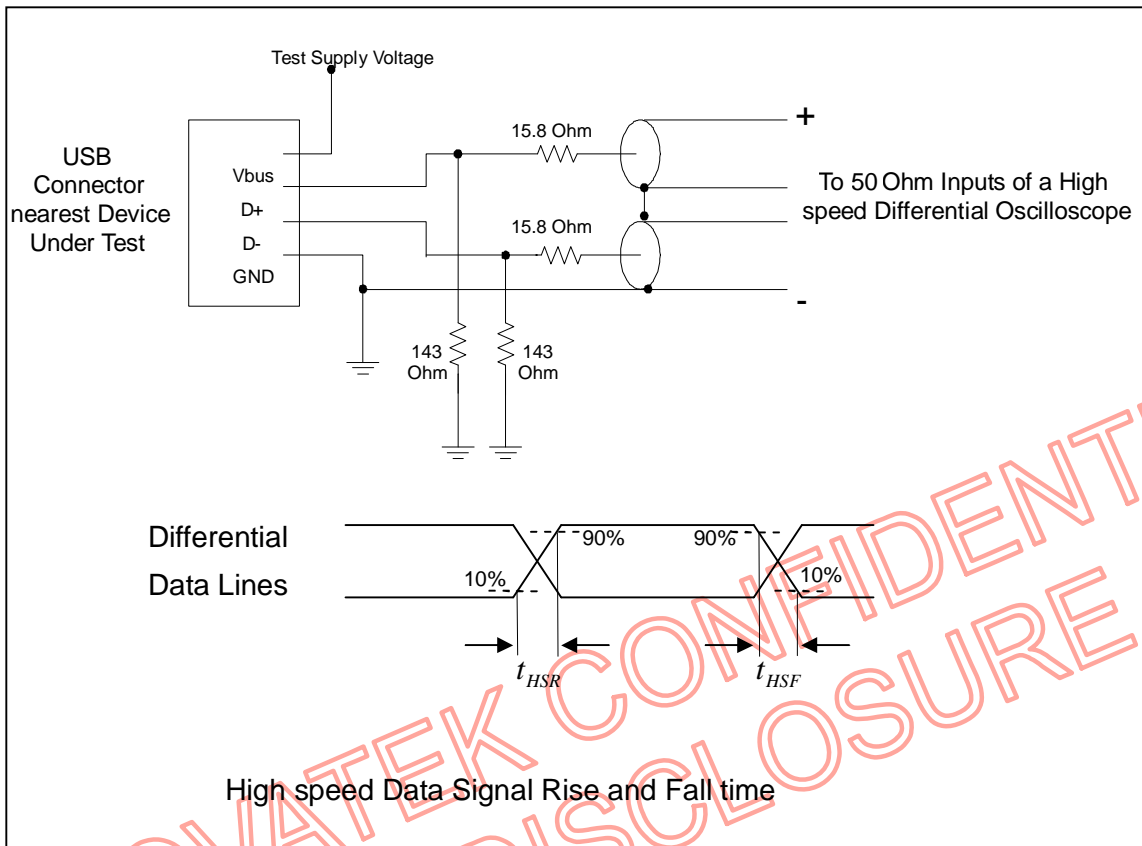 Test Supply Voltage
USB
Connector
nearest Device
Under Test
Vbus
D+
D-
GND
15.8 Ohm
15.8 Ohm
+
To 50 Ohm Inputs of a High
speed Differential Oscilloscope
-
143
Ohm
143
Ohm
Differential
Data Lines
90%
90%
10%
10%
tHSR
tHSF
High speed Data Signal Rise and Fall time
OVATEK CONFIDENT
DISCLOSURE